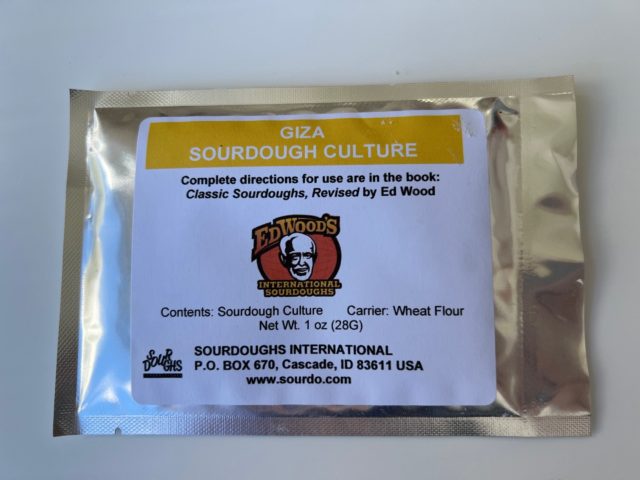 GIZA
SOURDOUGH CULTURE
Complete directions for use are in the book:
Classic Sourdoughs, Revised by Ed Wood
ED WOOD'S
INTERNATIONAL
SOURDOUGHS
Contents: Sourdough Culture Carrier: Wheat Flour
Net Wt. 1 oz (28G)
SOURDOUGHS INTERNATIONAL
P.O. BOX 670, Cascade, ID 83611 USA
www.sourdo.com